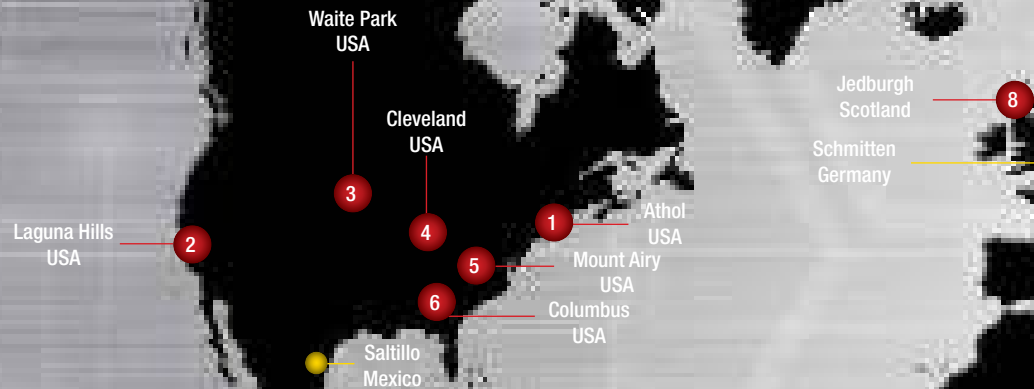 Waite Park
USA
Cleveland
USA
Jedburgh
Scotland
8
Schmitten
Germany
3
Laguna Hills
USA
2
4
1
Athol
USA
5
Mount Airy
USA
6
Columbus
USA
Saltillo
Mexico